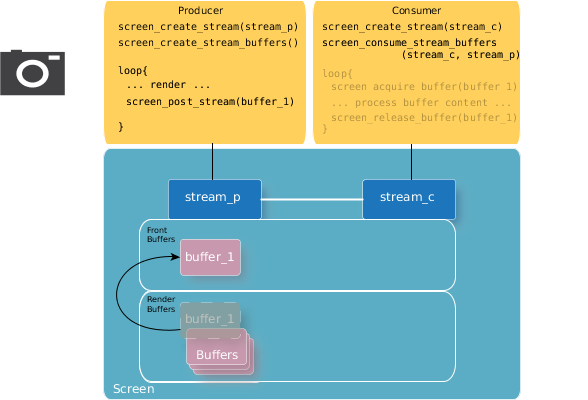 Producer
screen_create_stream(stream_p)
screen_create_stream_buffers()
loop{
... render ...
screen_post_stream(buffer_1)
}
Consumer
screen_create_stream(stream_c)
screen_consume_stream_buffers
(stream_c, stream_p)
loop{
screen acquire buffer(buffer 1)
... process buffer content ...
screen_release_buffer(buffer_1)
}
stream_p
stream_c
Front
Buffers
buffer_1
Render
Buffers
buffer_1
Buffers
Screen